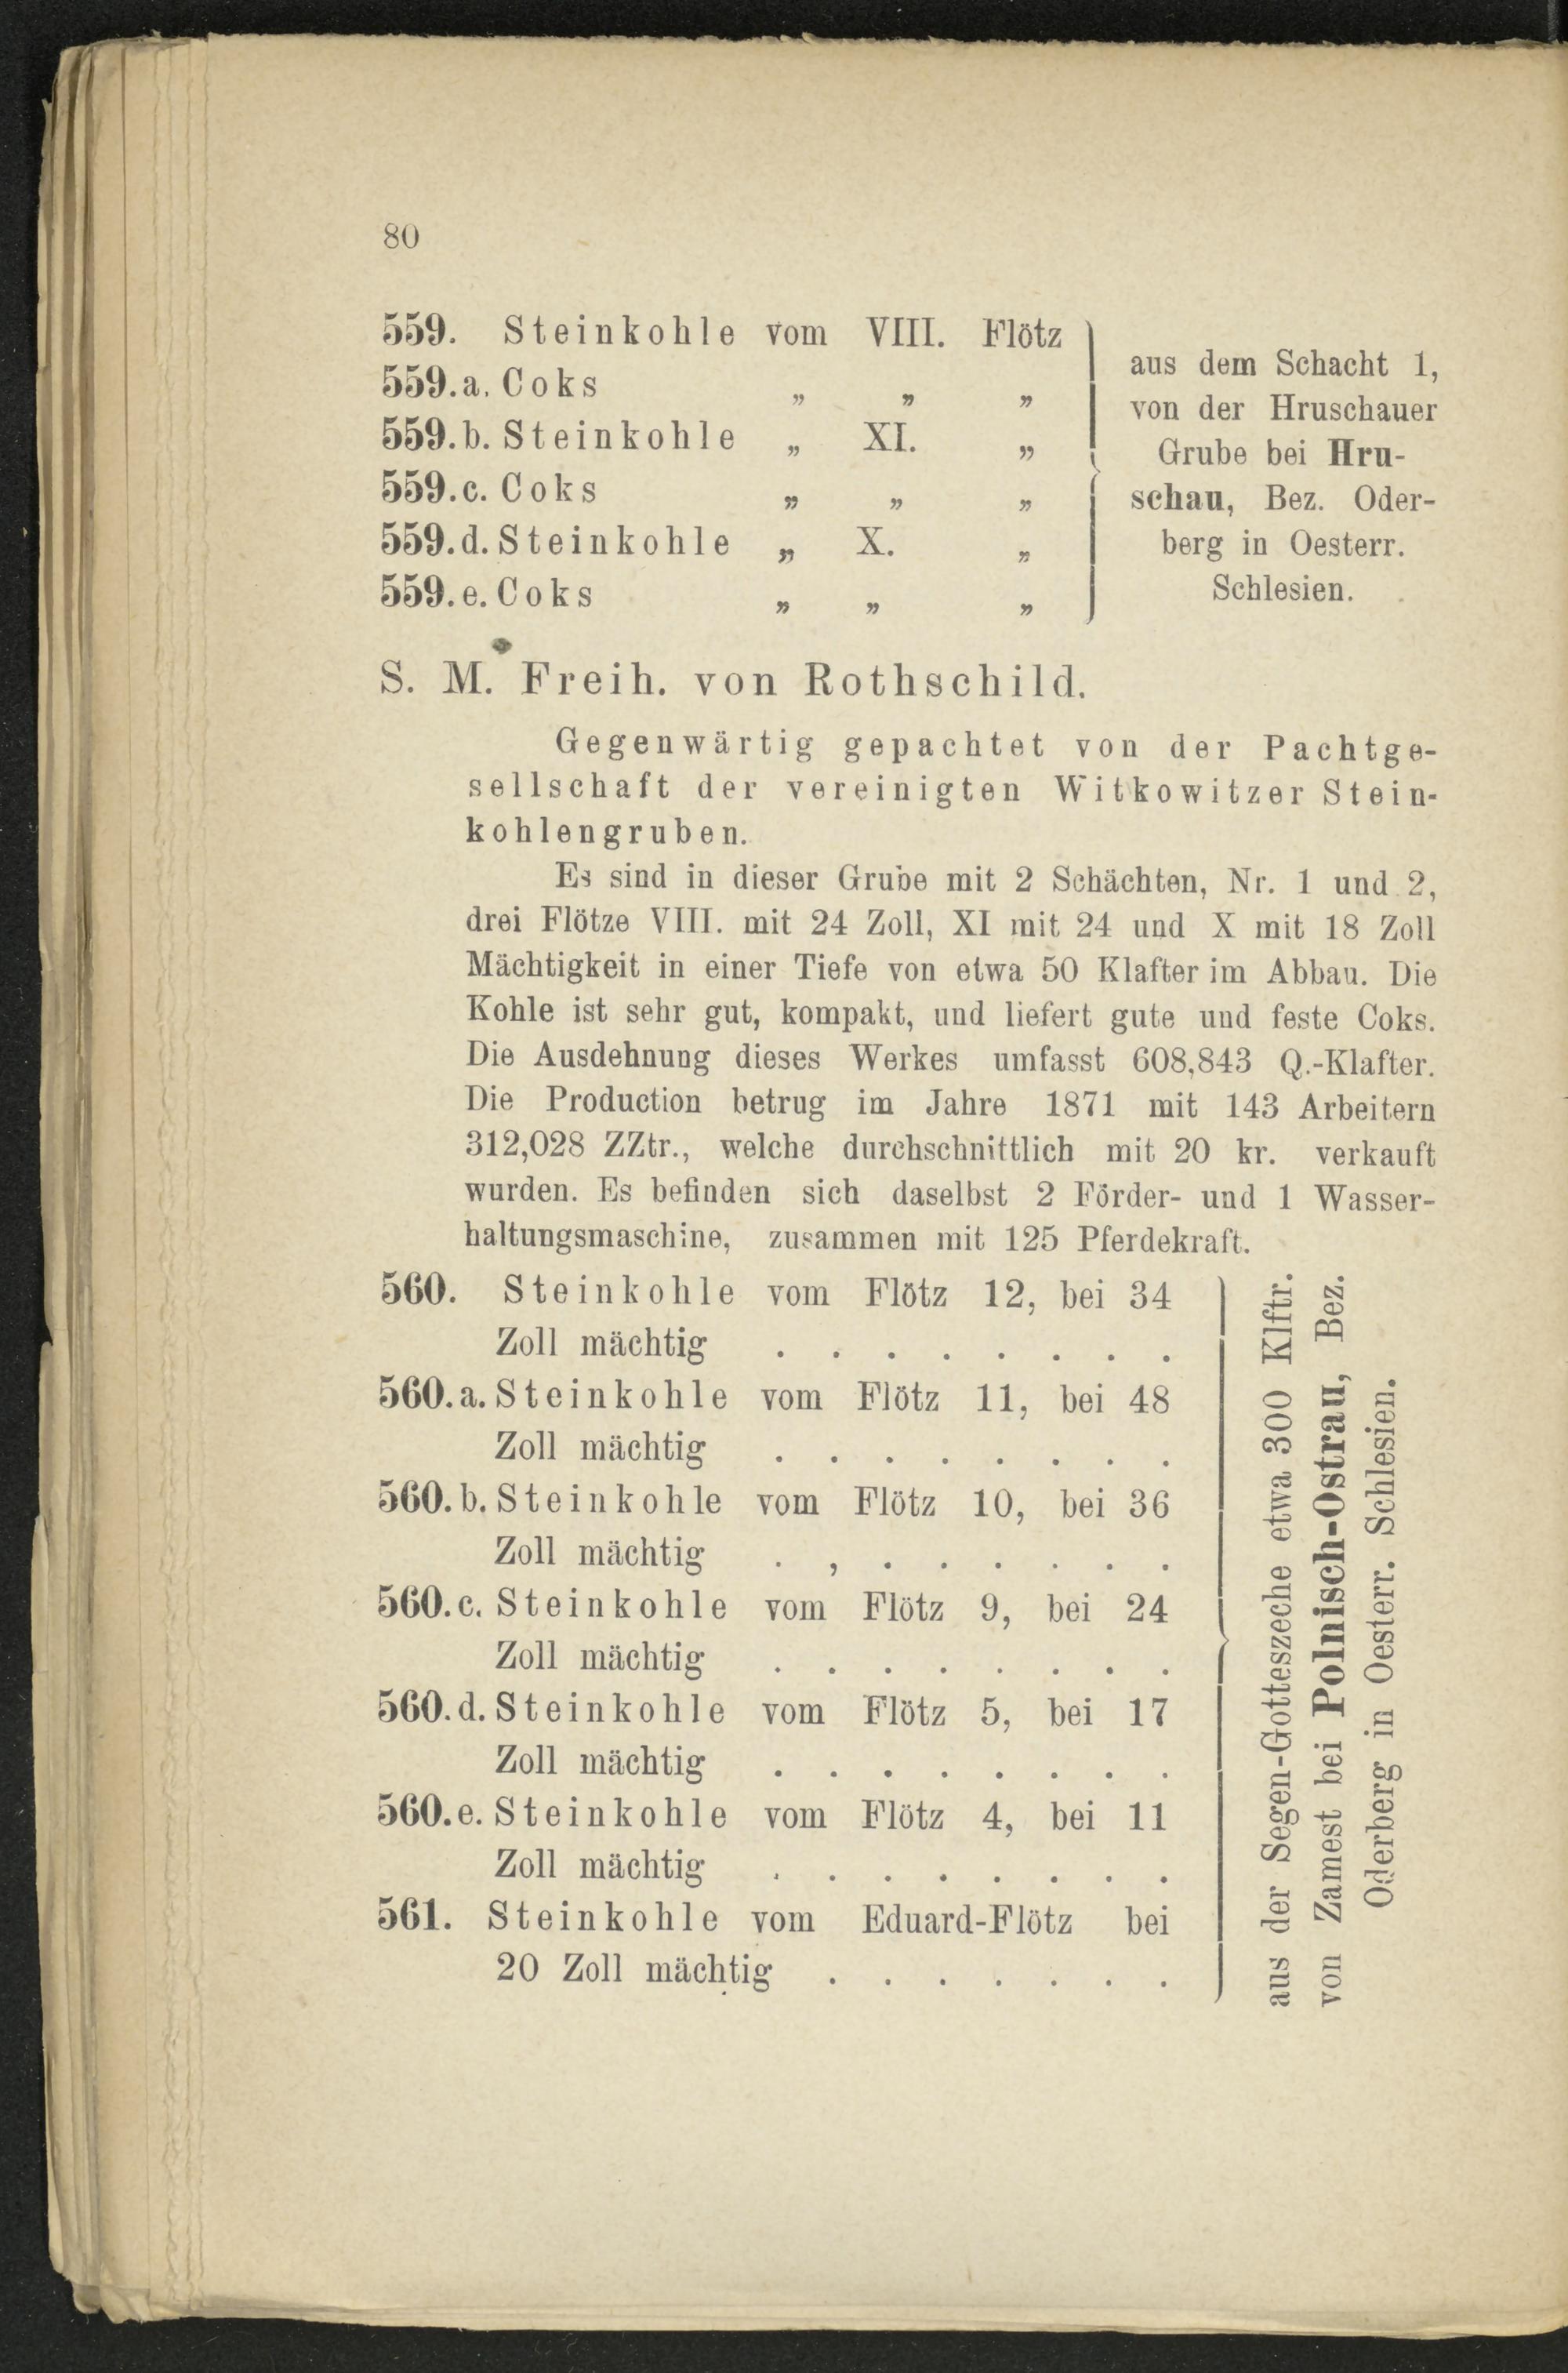 80
559. Steinkohle vom VIII. Flötz
559.a. Coks „ „ „
559.b. Steinkohle „ XI. „
559.c. Coks „ „ „
559.d. Steinkohle „ X. „
559.e. Coks „ „ „
aus dem Schacht 1,
von der Hruschauer
Grube bei Hru-
schau, Bez. Oder-
berg in Oesterr.
Schlesien.
S. M. Freih. von Rothschild.
Gegenwärtig gepachtet von der Pachtge-
sellschaft der vereinigten Witkowitzer Stein-
kohlengruben.
Es sind in dieser Grube mit 2 Schächten, Nr. 1 und 2,
drei Flötze VIII. mit 24 Zoll, XI mit 24 und X mit 18 Zoll
Mächtigkeit in einer Tiefe von etwa 50 Klafter im Abbau. Die
Kohle ist sehr gut, kompakt, und liefert gute und feste Coks.
Die Ausdehnung dieses Werkes umfasst 608,843 Q.-Klafter.
Die Production betrug im Jahre 1871 mit 143 Arbeitern
312,028 ZZtr., welche durchschnittlich mit 20 kr. verkauft
wurden. Es befinden sich daselbst 2 Förder- und 1 Wasser-
haltungsmaschine, zusammen mit 125 Pferdekraft.
560. Steinkohle vom Flötz 12, bei 34
Zoll mächtig . . . . . . . .
560.a. Steinkohle vom Flötz 11, bei 48
Zoll mächtig . . . . . . . .
560.b. Steinkohle vom Flötz 10, bei 36
Zoll mächtig . , . . . . . .
560.c. Steinkohle vom Flötz 9, bei 24
Zoll mächtig . . . . . . . .
560.d. Steinkohle vom Flötz 5, bei 17
Zoll mächtig . . . . . . . .
560.e. Steinkohle vom Flötz 4, bei 11
Zoll mächtig . . . . . . . .
561. Steinkohle vom Eduard-Flötz bei
20 Zoll mächtig . . . . . . .
aus der Segen-Gotteszeche etwa 300 Klftr.
von Zamest bei Polnisch-Ostrau, Bez.
Oderberg in Oesterr. Schlesien.